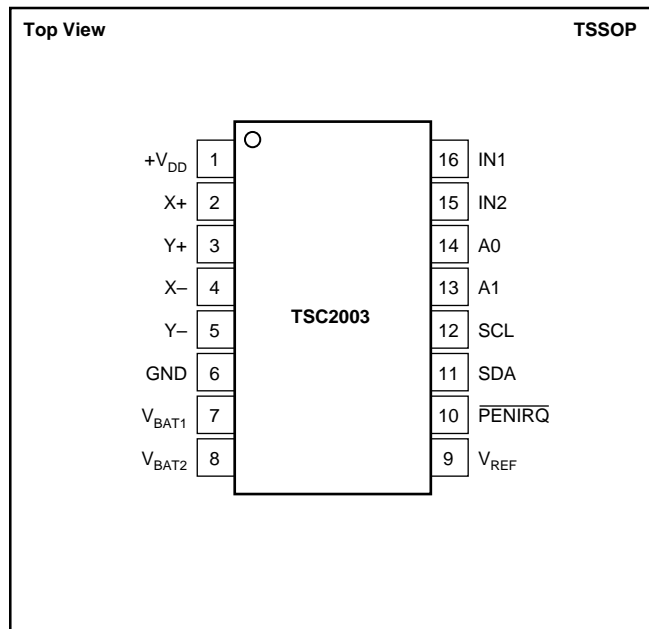 Top View TSSOP
+VDD 1 16 IN1
X+ 2 15 IN2
Y+ 3 14 A0
X– 4 13 A1
TSC2003
Y– 5 12 SCL
GND 6 11 SDA
VBAT1 7 10 PENIRQ
VBAT2 8 9 VREF